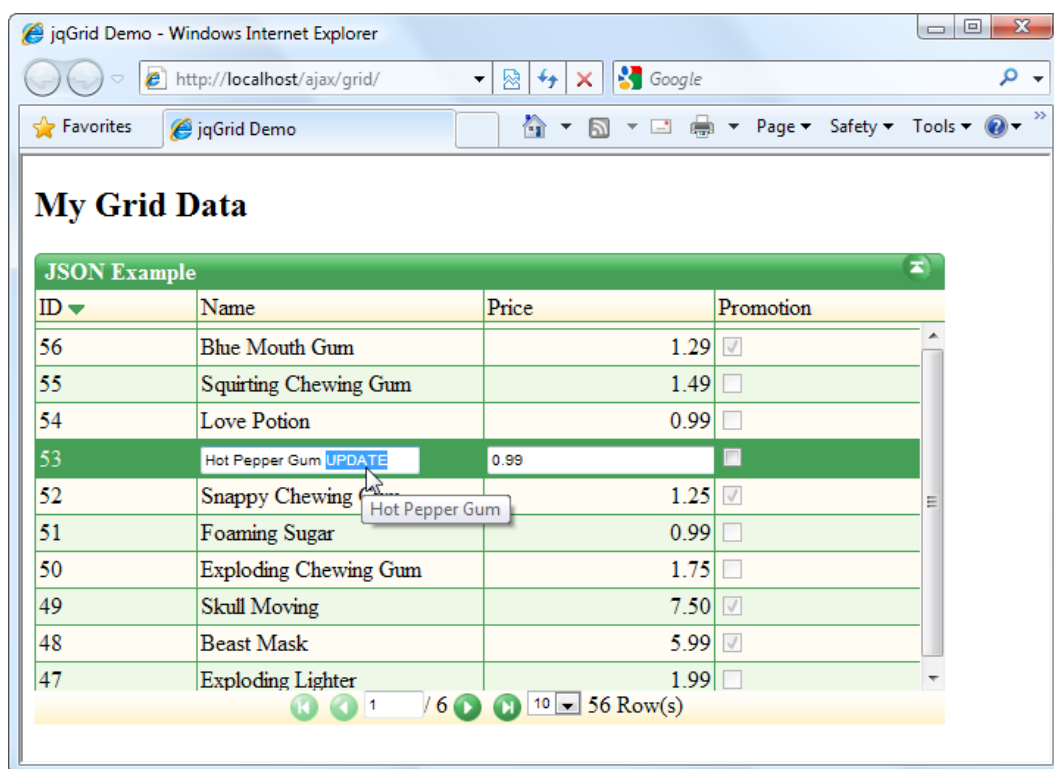 jqGrid Demo - Windows Internet Explorer
http://localhost/ajax/grid/ Google
Favorites jqGrid Demo Page Safety Tools
My Grid Data
JSON Example
ID Name Price Promotion
56 Blue Mouth Gum 1.29
55 Squirting Chewing Gum 1.49
54 Love Potion 0.99
53 Hot Pepper Gum UPDATE 0.99
52 Snappy Chewing 1.25
Hot Pepper Gum
51 Foaming Sugar 0.99
50 Exploding Chewing Gum 1.75
49 Skull Moving 7.50
48 Beast Mask 5.99
47 Exploding Lighter 1.99
1 / 6 10 56 Row(s)